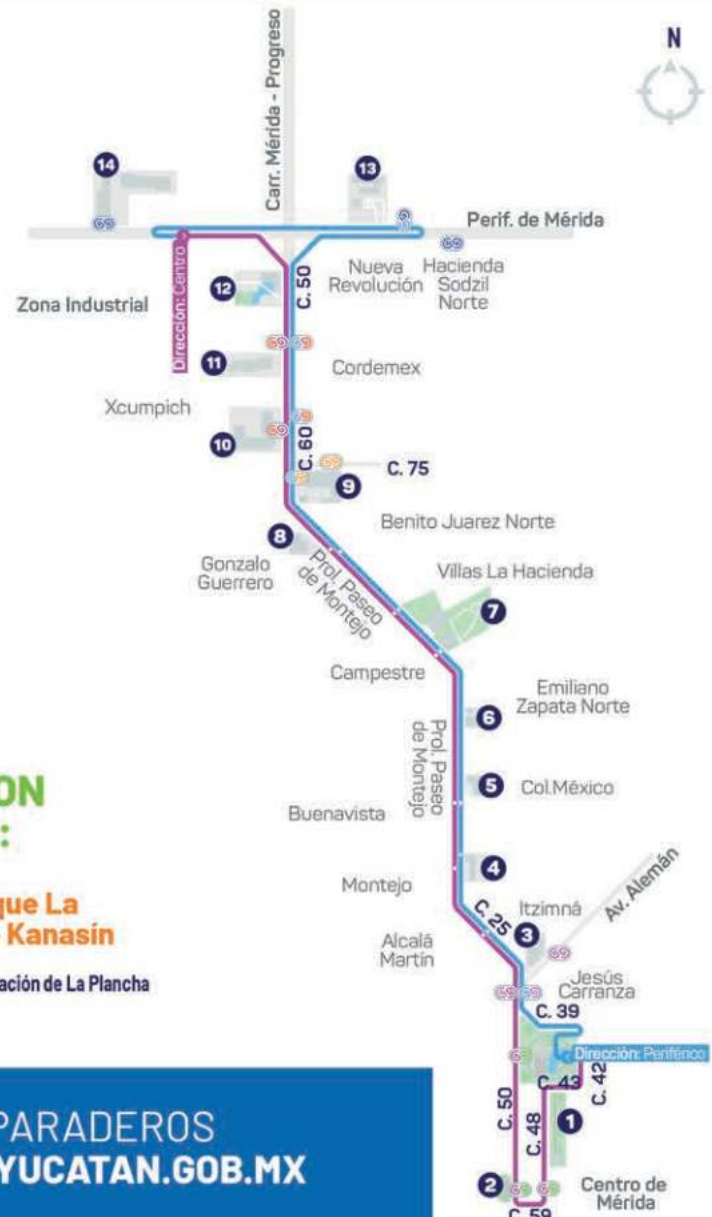 N
Carr. Mérida - Progreso
14
13
Perif. de Mérida
Dirección: Centro
C. 50
Nueva
Revolución
Hacienda
Sodzil
Norte
12
Zona Industrial
11
Cordemex
Xcumpich
10
C. 60
C. 75
9
Benito Juarez Norte
8
Gonzalo
Guerrero
Prol. Paseo
de Montejo
Villas La Hacienda
7
Campestre
Emiliano
Zapata Norte
6
Prol. Paseo
de Montejo
5
Col.México
Buenavista
4
Montejo
Itzimná
Av. Alemán
C. 25
3
Alcalá
Martín
Jesús
Carranza
C. 39
Dirección: Periférico
C. 43
C. 42
C. 50
C. 48
1
2
Centro de
Mérida
C. 59
ON
:
que La
Kanasín
ación de La Plancha
PARADEROS
YUCATAN.GOB.MX